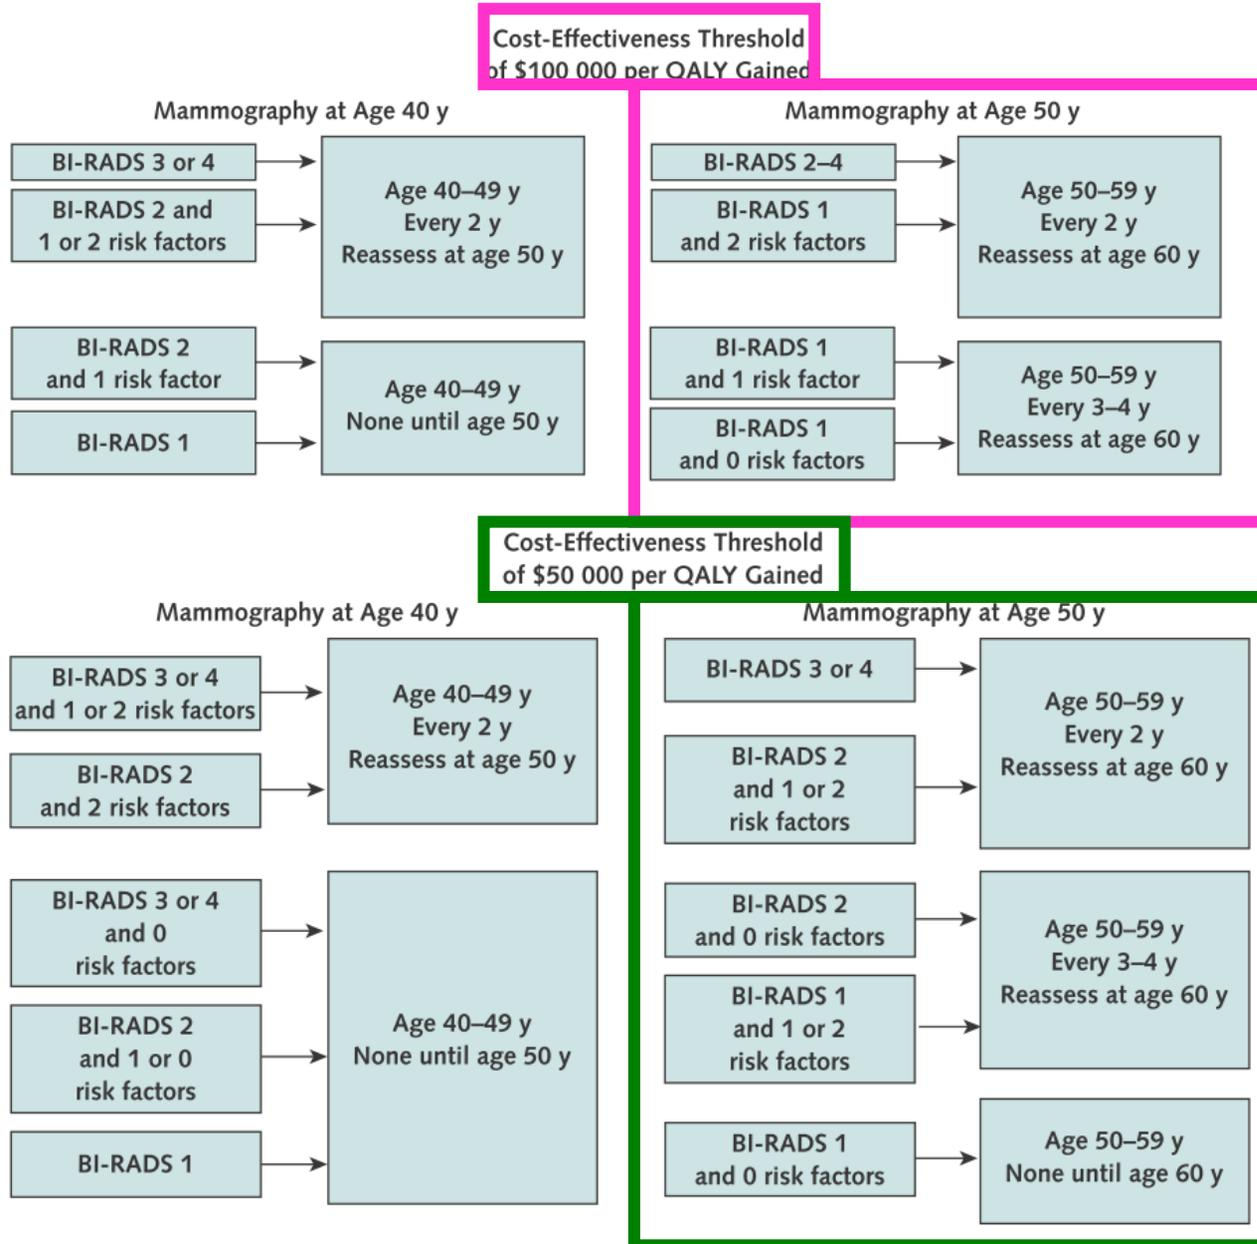 Cost-Effectiveness Threshold
of $100 000 per QALY Gained
Mammography at Age 40 y
BI-RADS 3 or 4
BI-RADS 2 and
1 or 2 risk factors
Age 40–49 y
Every 2 y
Reassess at age 50 y
BI-RADS 2
and 1 risk factor
BI-RADS 1
Age 40–49 y
None until age 50 y
Mammography at Age 50 y
BI-RADS 2–4
BI-RADS 1
and 2 risk factors
Age 50–59 y
Every 2 y
Reassess at age 60 y
BI-RADS 1
and 1 risk factor
BI-RADS 1
and 0 risk factors
Age 50–59 y
Every 3–4 y
Reassess at age 60 y
Cost-Effectiveness Threshold
of $50 000 per QALY Gained
Mammography at Age 40 y
BI-RADS 3 or 4
and 1 or 2 risk factors
BI-RADS 2
and 2 risk factors
Age 40–49 y
Every 2 y
Reassess at age 50 y
BI-RADS 3 or 4
and 0
risk factors
BI-RADS 2
and 1 or 0
risk factors
BI-RADS 1
Age 40–49 y
None until age 50 y
Mammography at Age 50 y
BI-RADS 3 or 4
BI-RADS 2
and 1 or 2
risk factors
Age 50–59 y
Every 2 y
Reassess at age 60 y
BI-RADS 2
and 0 risk factors
BI-RADS 1
and 1 or 2
risk factors
Age 50–59 y
Every 3–4 y
Reassess at age 60 y
BI-RADS 1
and 0 risk factors
Age 50–59 y
None until age 60 y